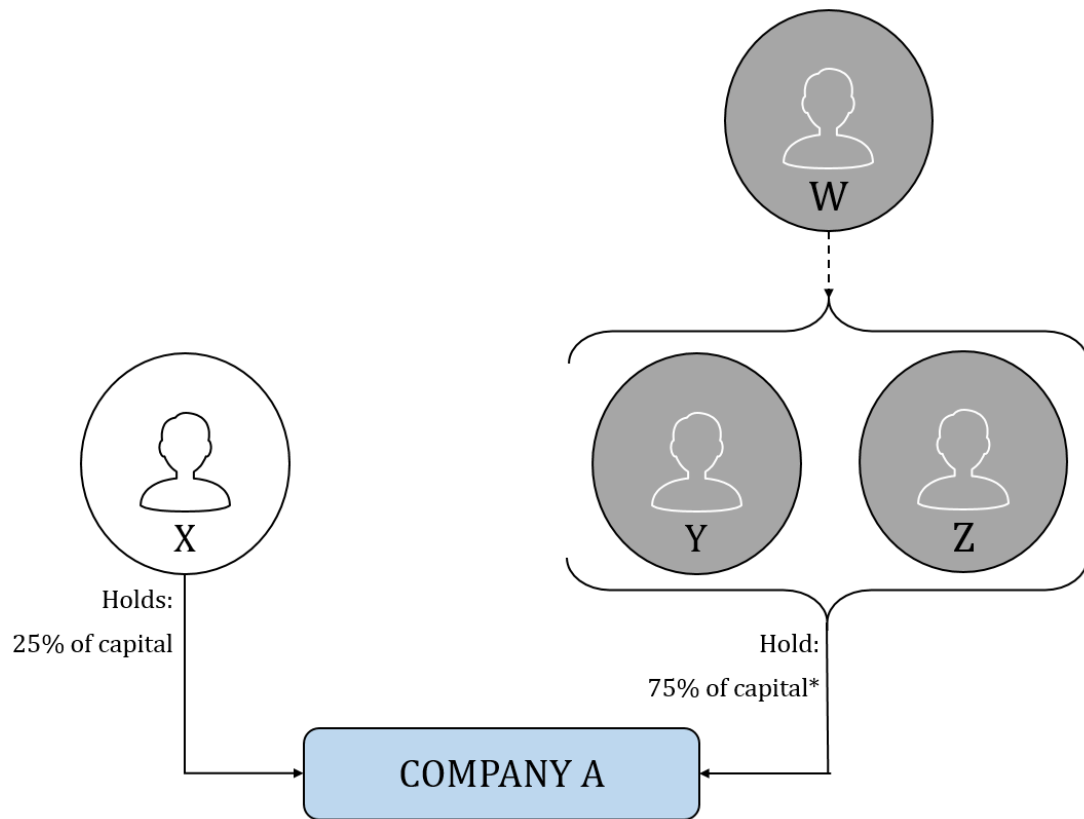 W
X
Y
Z
Holds:
25% of capital
Hold:
75% of capital*
COMPANY A